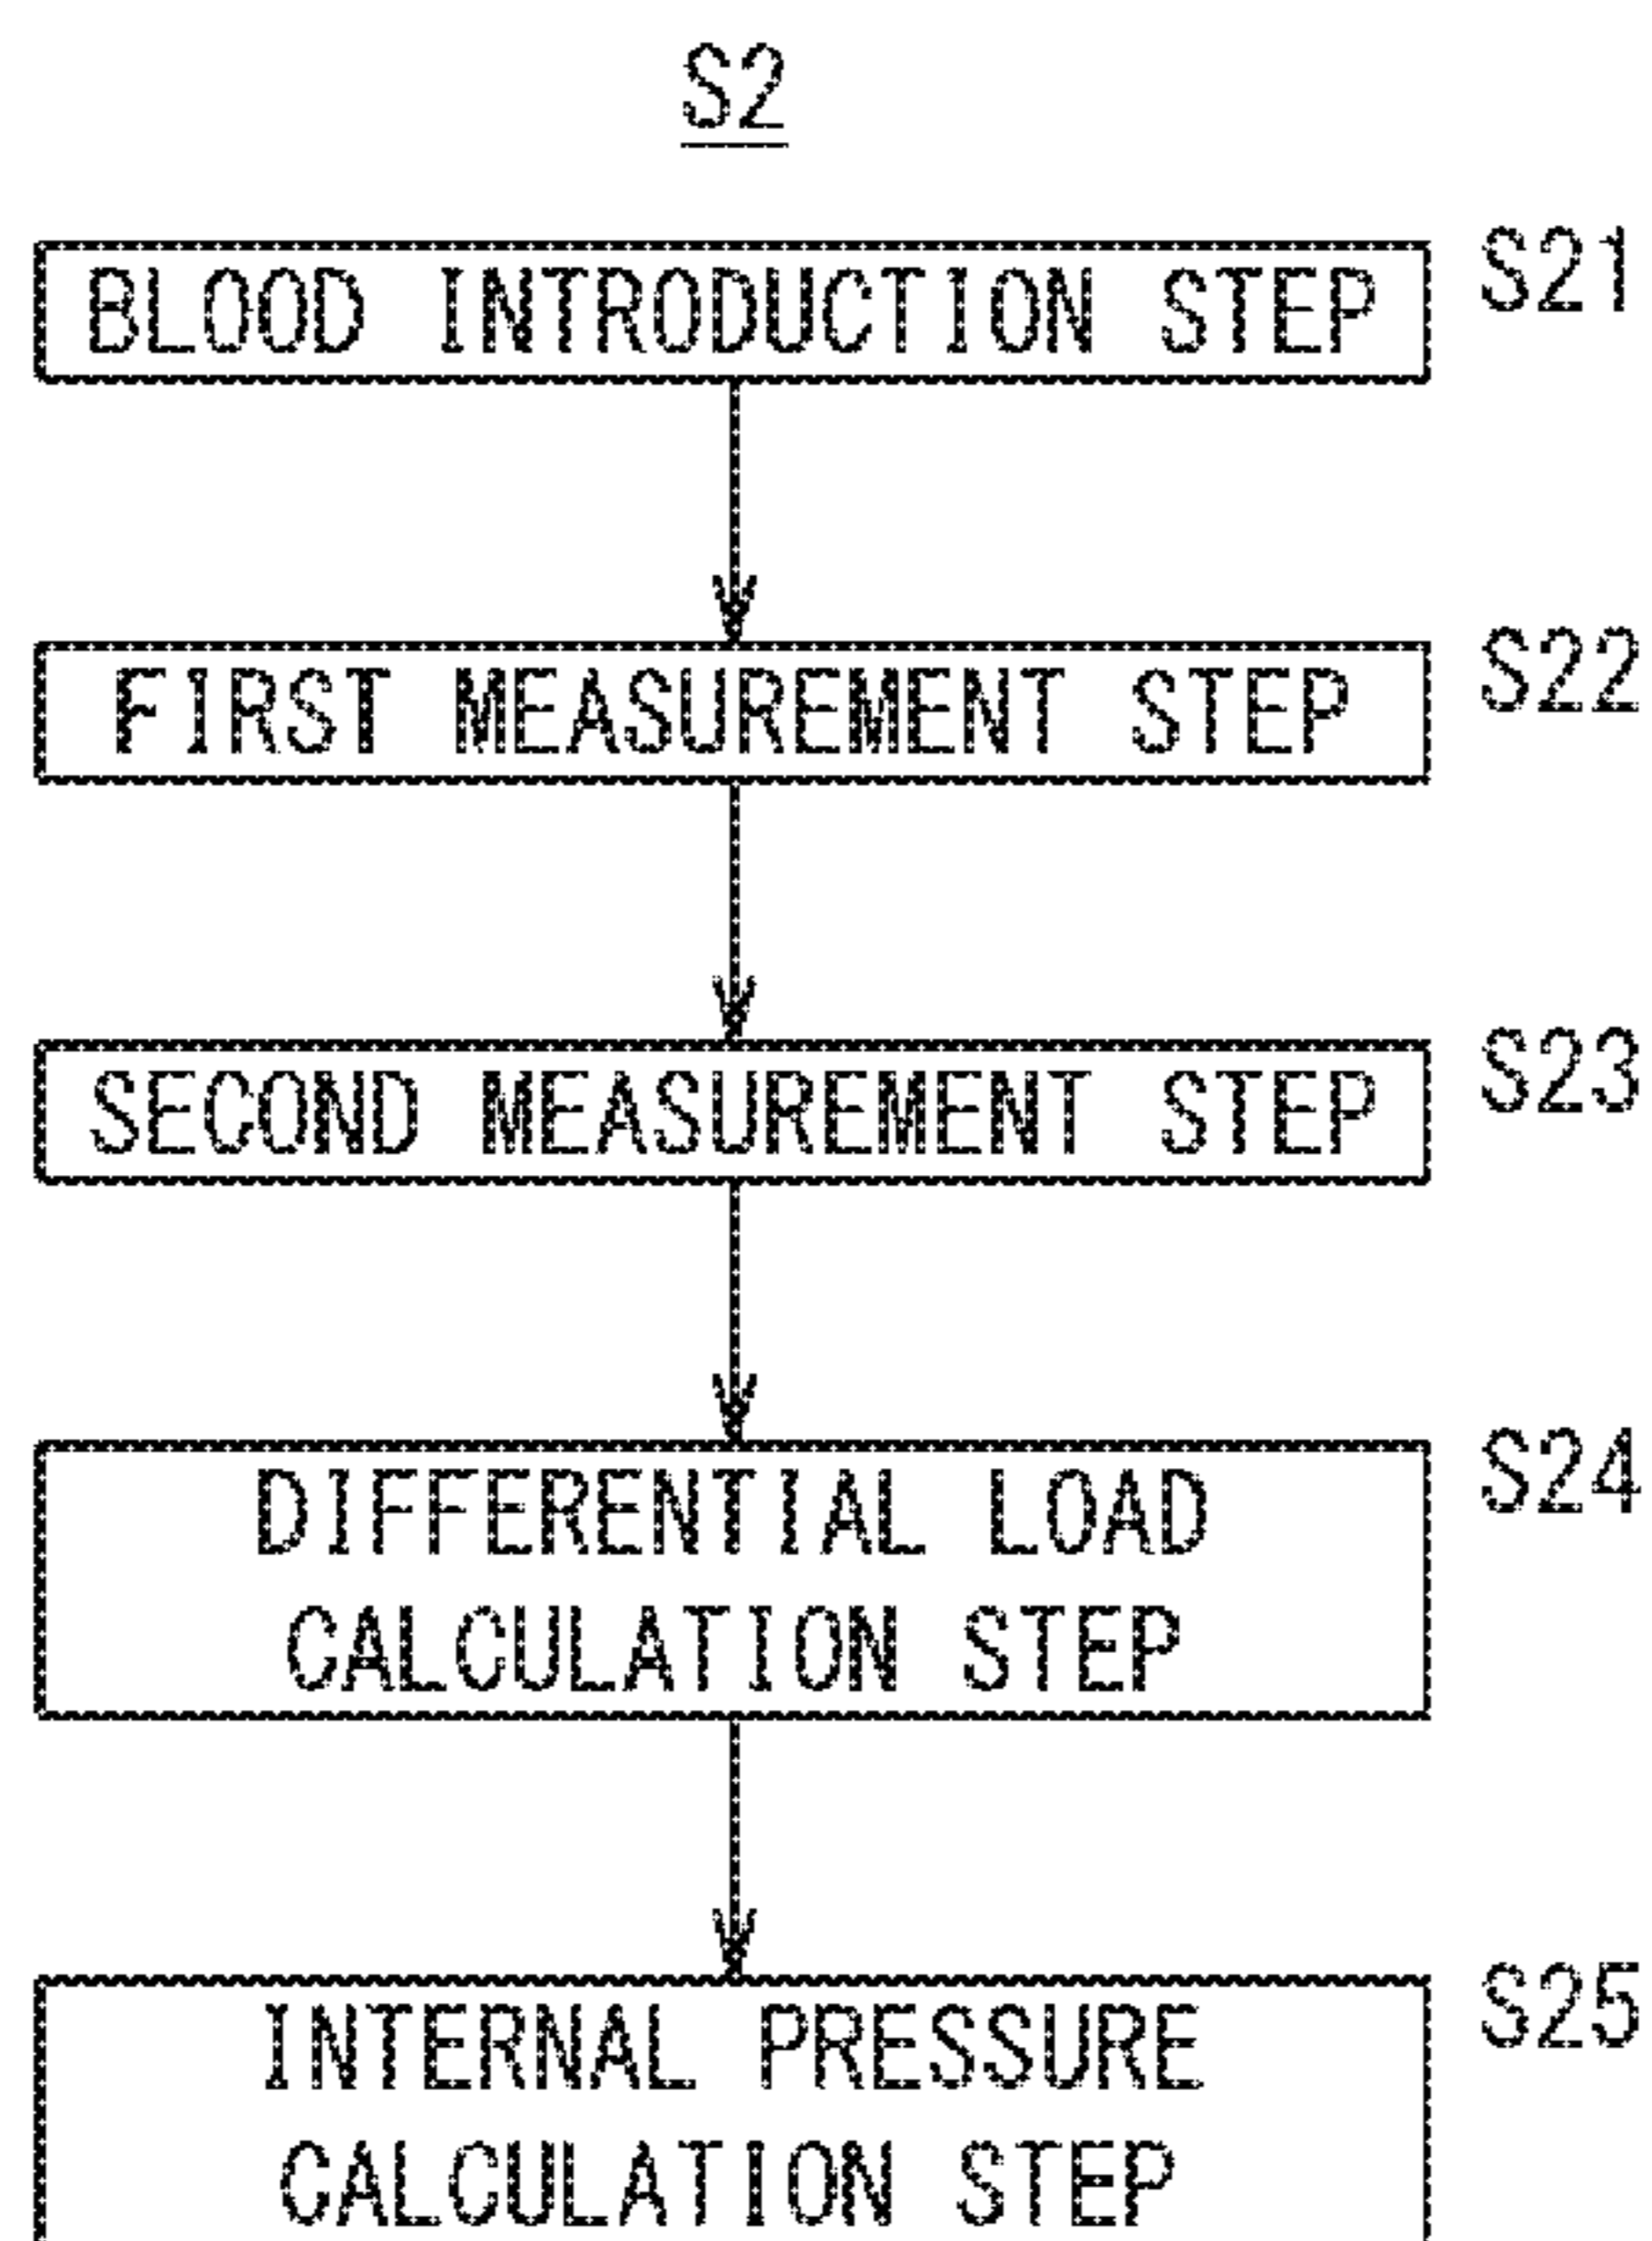 S2
BLOOD INTRODUCTION STEP
S21
FIRST MEASUREMENT STEP
S22
SECOND MEASUREMENT STEP
S23
DIFFERENTIAL LOAD
CALCULATION STEP
S24
INTERNAL PRESSURE
CALCULATION STEP
S25